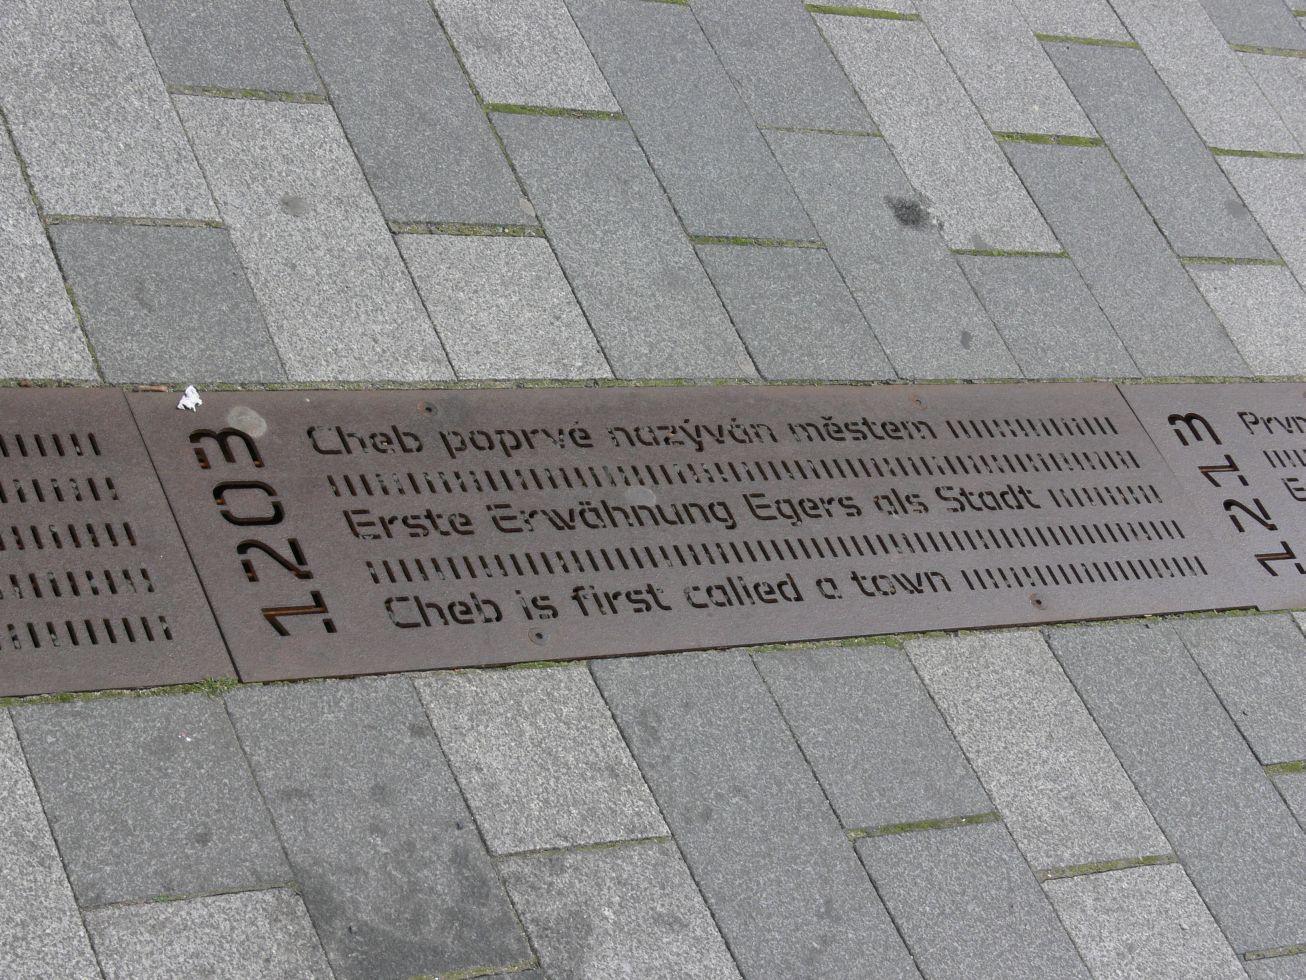 1203
Cheb poprvé nazýván městem
Erste Erwähnung Egers als Stadt
Cheb is first called a town
1213